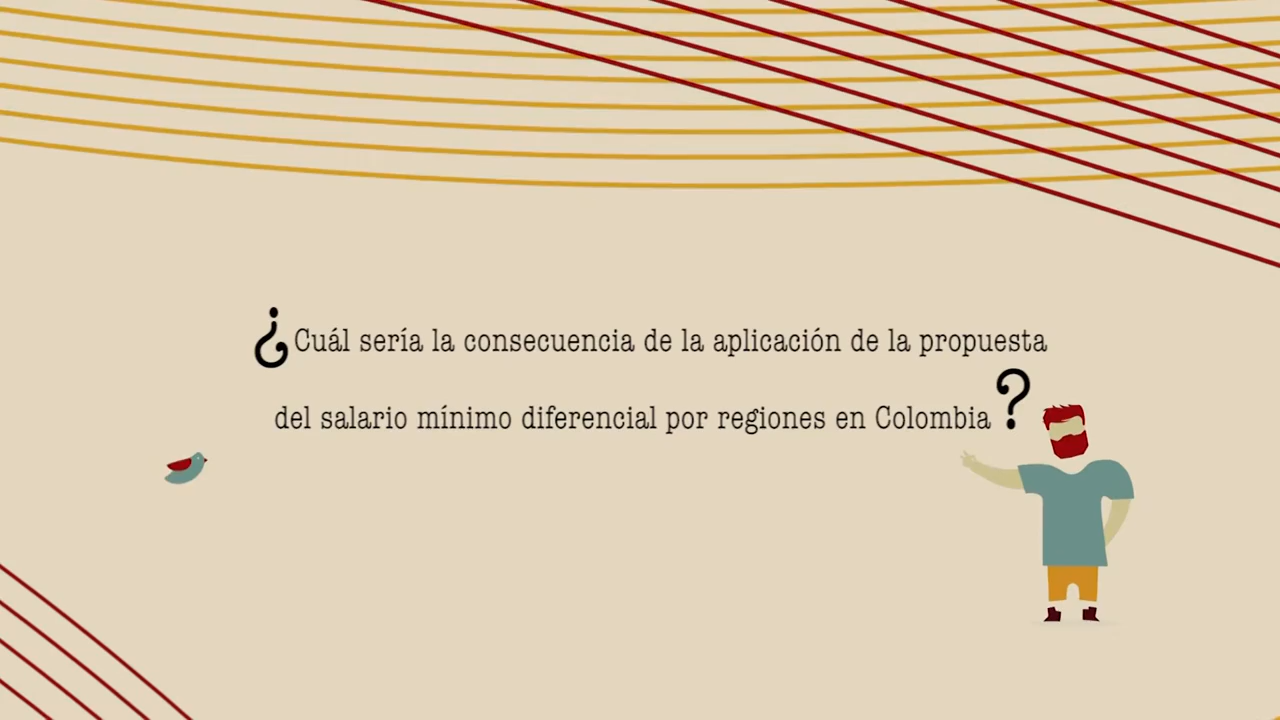 ¿Cuál sería la consecuencia de la aplicación de la propuesta
del salario mínimo diferencial por regiones en Colombia?